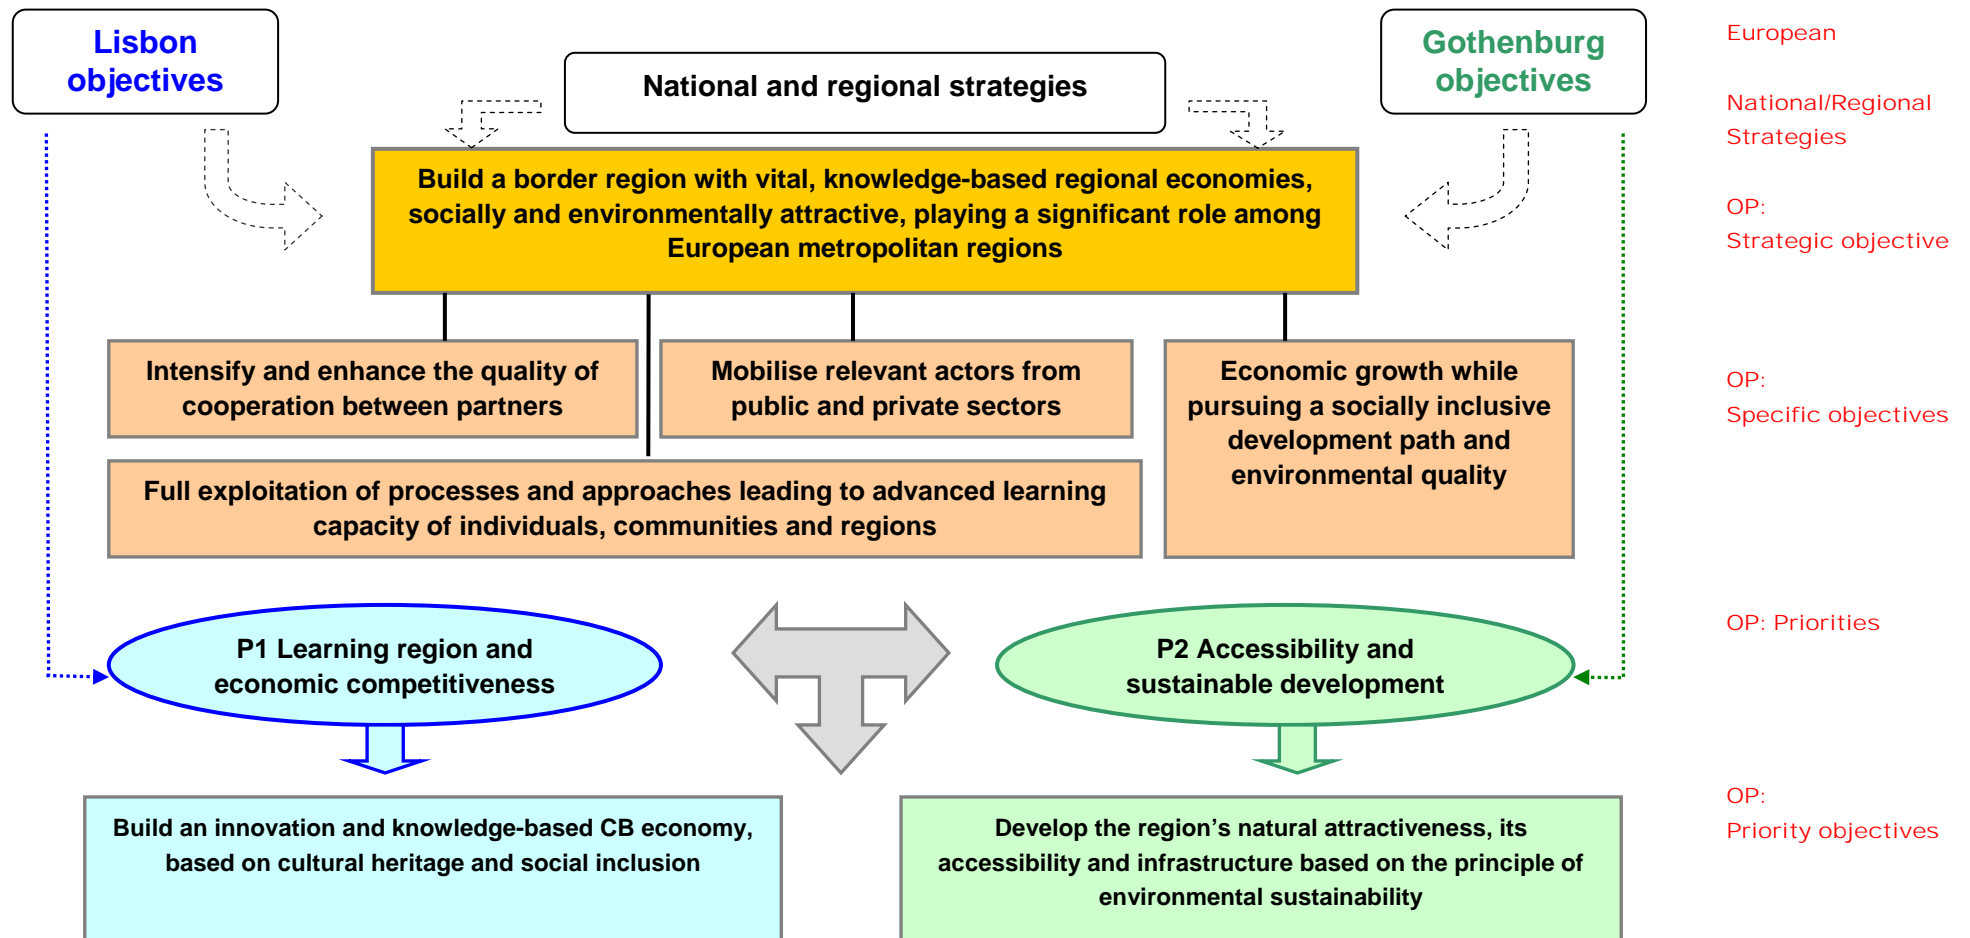 Lisbon
objectives
National and regional strategies
Gothenburg
objectives
European
National/Regional
Strategies
Build a border region with vital, knowledge-based regional economies,
socially and environmentally attractive, playing a significant role among
European metropolitan regions
OP:
Strategic objective
Intensify and enhance the quality of
cooperation between partners
Mobilise relevant actors from
public and private sectors
Economic growth while
pursuing a socially inclusive
development path and
environmental quality
OP:
Specific objectives
Full exploitation of processes and approaches leading to advanced learning
capacity of individuals, communities and regions
P1 Learning region and
economic competitiveness
P2 Accessibility and
sustainable development
OP: Priorities
Build an innovation and knowledge-based CB economy,
based on cultural heritage and social inclusion
Develop the region’s natural attractiveness, its
accessibility and infrastructure based on the principle of
environmental sustainability
OP:
Priority objectives